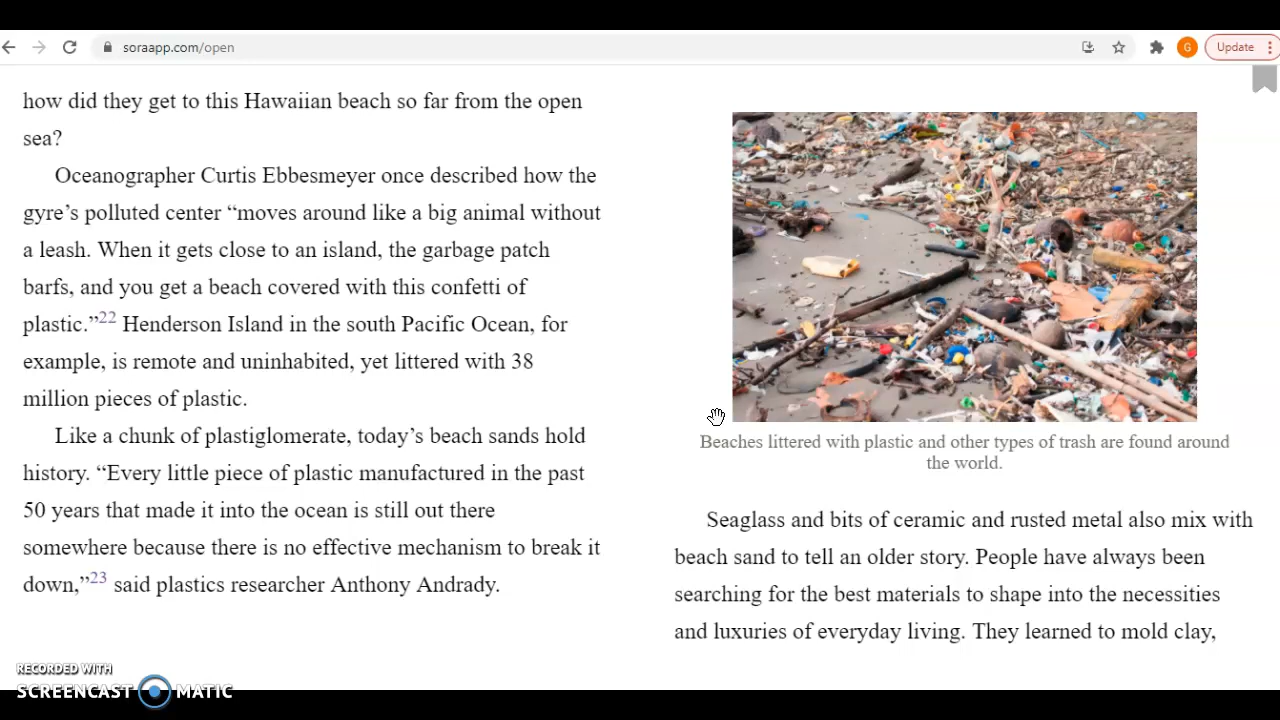 soraapp.com/open
G
Update
how did they get to this Hawaiian beach so far from the open
sea?
Oceanographer Curtis Ebbesmeyer once described how the
gyre’s polluted center “moves around like a big animal without
a leash. When it gets close to an island, the garbage patch
barfs, and you get a beach covered with this confetti of
plastic.”22 Henderson Island in the south Pacific Ocean, for
example, is remote and uninhabited, yet littered with 38
million pieces of plastic.
Like a chunk of plastiglomerate, today’s beach sands hold
history. “Every little piece of plastic manufactured in the past
50 years that made it into the ocean is still out there
somewhere because there is no effective mechanism to break it
down,”23 said plastics researcher Anthony Andrady.
Beaches littered with plastic and other types of trash are found around
the world.
Seaglass and bits of ceramic and rusted metal also mix with
beach sand to tell an older story. People have always been
searching for the best materials to shape into the necessities
and luxuries of everyday living. They learned to mold clay,
RECORDED WITH
SCREENCAST MATIC